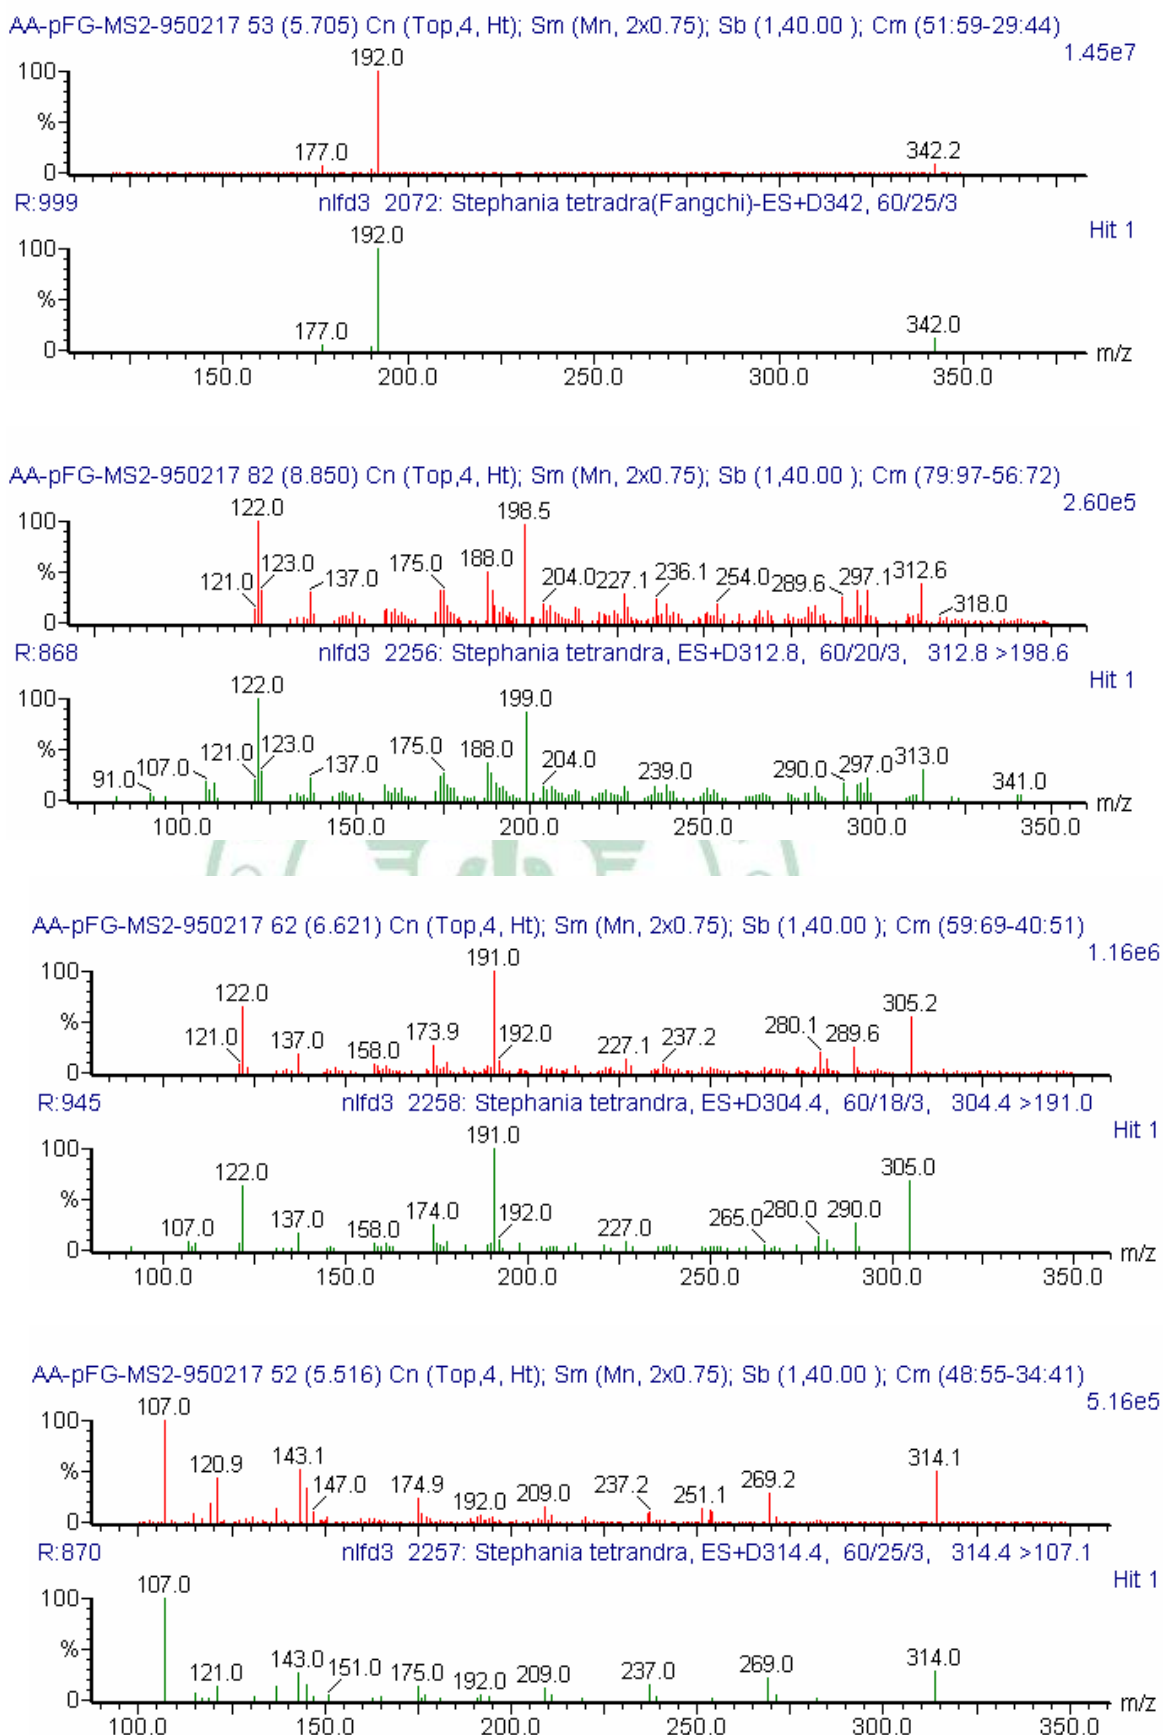 AA-pFG-MS2-950217 53 (5.705) Cn (Top,4, Ht); Sm (Mn, 2x0.75); Sb (1,40.00 ); Cm (51:59-29:44)
1.45e7
192.0
100
%
177.0
342.2
0
R:999 nlfd3 2072: Stephania tetradra(Fangchi)-ES+D342, 60/25/3
Hit 1
192.0
100
%
177.0
342.0
0
m/z
150.0 200.0 250.0 300.0 350.0
AA-pFG-MS2-950217 82 (8.850) Cn (Top,4, Ht); Sm (Mn, 2x0.75); Sb (1,40.00 ); Cm (79:97-56:72)
2.60e5
122.0 198.5
100
%
121.0 123.0 137.0 175.0 188.0 204.0 227.1 236.1 254.0 289.6 297.1 312.6 318.0
0
R:868 nlfd3 2256: Stephania tetrandra, ES+D312.8, 60/20/3, 312.8 >198.6
Hit 1
122.0 199.0
100
%
91.0 107.0 121.0 123.0 137.0 175.0 188.0 204.0 239.0 290.0 297.0 313.0 341.0
0
m/z
100.0 150.0 200.0 250.0 300.0 350.0
AA-pFG-MS2-950217 62 (6.621) Cn (Top,4, Ht); Sm (Mn, 2x0.75); Sb (1,40.00 ); Cm (59:69-40:51)
1.16e6
191.0
100
%
121.0 122.0 137.0 158.0 173.9 192.0 227.1 237.2 280.1 289.6 305.2
0
R:945 nlfd3 2258: Stephania tetrandra, ES+D304.4, 60/18/3, 304.4 >191.0
Hit 1
191.0
100
%
107.0 122.0 137.0 158.0 174.0 192.0 227.0 265.0 280.0 290.0 305.0
0
m/z
100.0 150.0 200.0 250.0 300.0 350.0
AA-pFG-MS2-950217 52 (5.516) Cn (Top,4, Ht); Sm (Mn, 2x0.75); Sb (1,40.00 ); Cm (48:55-34:41)
5.16e5
107.0
100
%
120.9 143.1 147.0 174.9 192.0 209.0 237.2 251.1 269.2 314.1
0
R:870 nlfd3 2257: Stephania tetrandra, ES+D314.4, 60/25/3, 314.4 >107.1
Hit 1
107.0
100
%
121.0 143.0 151.0 175.0 192.0 209.0 237.0 269.0 314.0
0
m/z
100.0 150.0 200.0 250.0 300.0 350.0